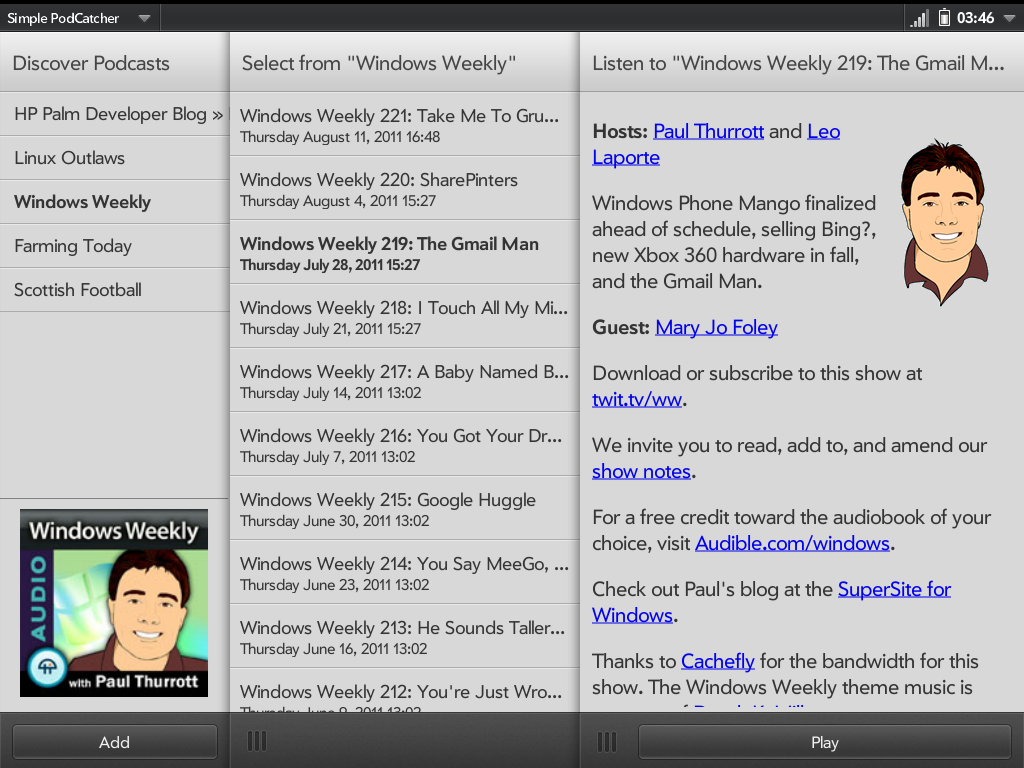 Simple PodCatcher
03:46
Discover Podcasts
HP Palm Developer Blog »
Linux Outlaws
Windows Weekly
Farming Today
Scottish Football
Windows Weekly
AUDIO
with Paul Thurrott
Add
Select from "Windows Weekly"
Windows Weekly 221: Take Me To Gru...
Thursday August 11, 2011 16:48
Windows Weekly 220: SharePinters
Thursday August 4, 2011 15:27
Windows Weekly 219: The Gmail Man
Thursday July 28, 2011 15:27
Windows Weekly 218: I Touch All My Mi...
Thursday July 21, 2011 15:27
Windows Weekly 217: A Baby Named B...
Thursday July 14, 2011 13:02
Windows Weekly 216: You Got Your Dr...
Thursday July 7, 2011 13:02
Windows Weekly 215: Google Huggle
Thursday June 30, 2011 13:02
Windows Weekly 214: You Say MeeGo, ...
Thursday June 23, 2011 13:02
Windows Weekly 213: He Sounds Taller...
Thursday June 16, 2011 13:02
Windows Weekly 212: You're Just Wro...
Thursday June 9, 2011 13:02
Listen to "Windows Weekly 219: The Gmail M...
Hosts: Paul Thurrott and Leo
Laporte
Windows Phone Mango finalized
ahead of schedule, selling Bing?,
new Xbox 360 hardware in fall,
and the Gmail Man.
Guest: Mary Jo Foley
Download or subscribe to this show at
twit.tv/ww.
We invite you to read, add to, and amend our
show notes.
For a free credit toward the audiobook of your
choice, visit Audible.com/windows.
Check out Paul's blog at the SuperSite for
Windows.
Thanks to Cachefly for the bandwidth for this
show. The Windows Weekly theme music is
Play